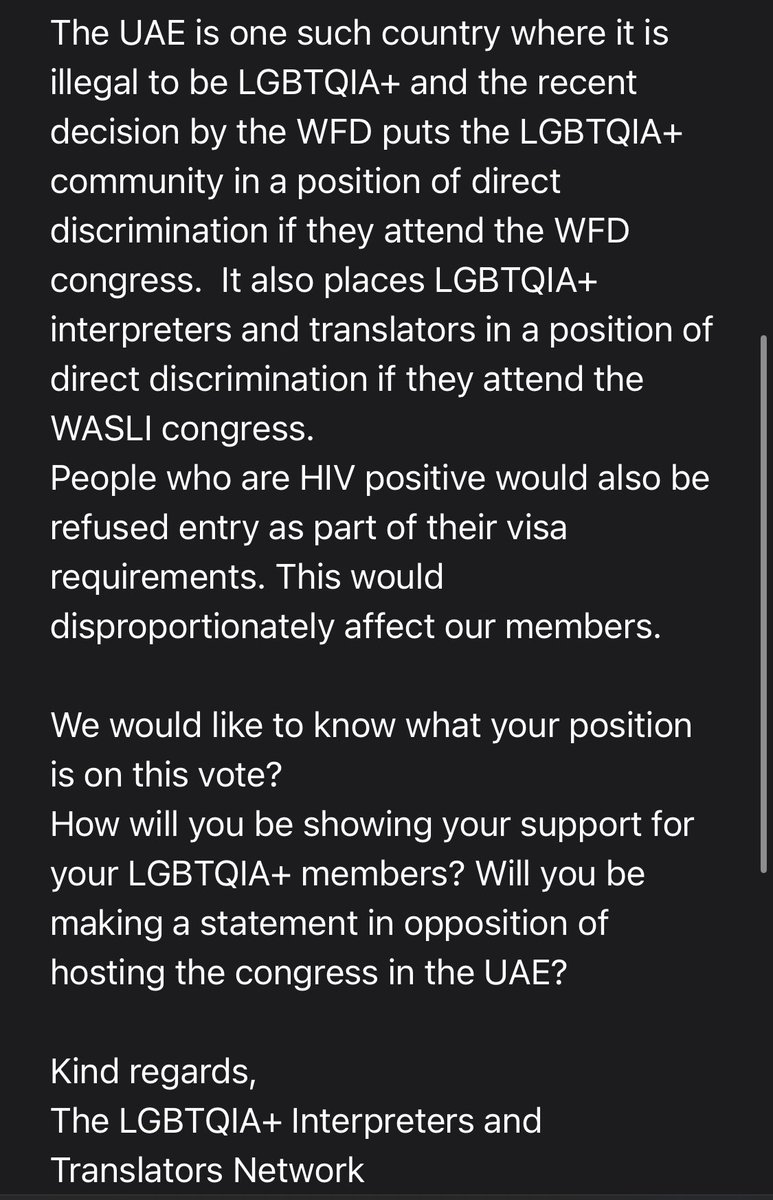 The UAE is one such country where it is
illegal to be LGBTQIA+ and the recent
decision by the WFD puts the LGBTQIA+
community in a position of direct
discrimination if they attend the WFD
congress.  It also places LGBTQIA+
interpreters and translators in a position of
direct discrimination if they attend the
WASLI congress.
People who are HIV positive would also be
refused entry as part of their visa
requirements. This would
disproportionately affect our members.

We would like to know what your position
is on this vote?
How will you be showing your support for
your LGBTQIA+ members? Will you be
making a statement in opposition of
hosting the congress in the UAE?

Kind regards,
The LGBTQIA+ Interpreters and
Translators Network